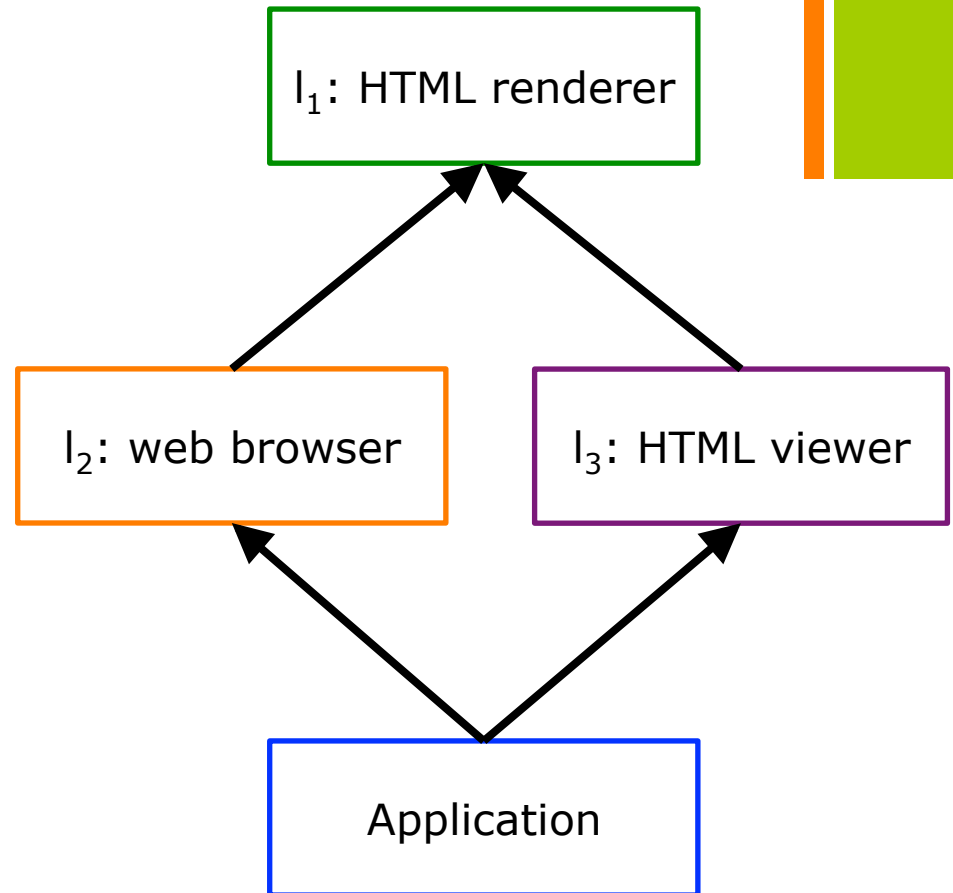 l₁: HTML renderer
l₂: web browser
l₃: HTML viewer
Application